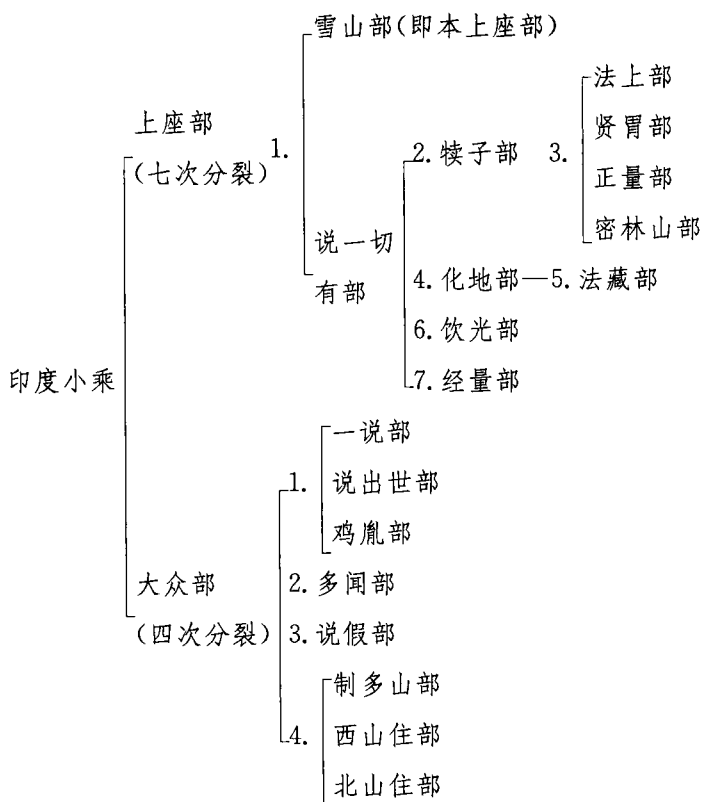 印度小乘
上座部
(七次分裂)
1.
雪山部(即本上座部)
说一切
有部
2.犊子部
3.
法上部
贤胄部
正量部
密林山部
4.化地部—5.法藏部
6.饮光部
7.经量部
大众部
(四次分裂)
1.
一说部
说出世部
鸡胤部
2.多闻部
3.说假部
4.
制多山部
西山住部
北山住部